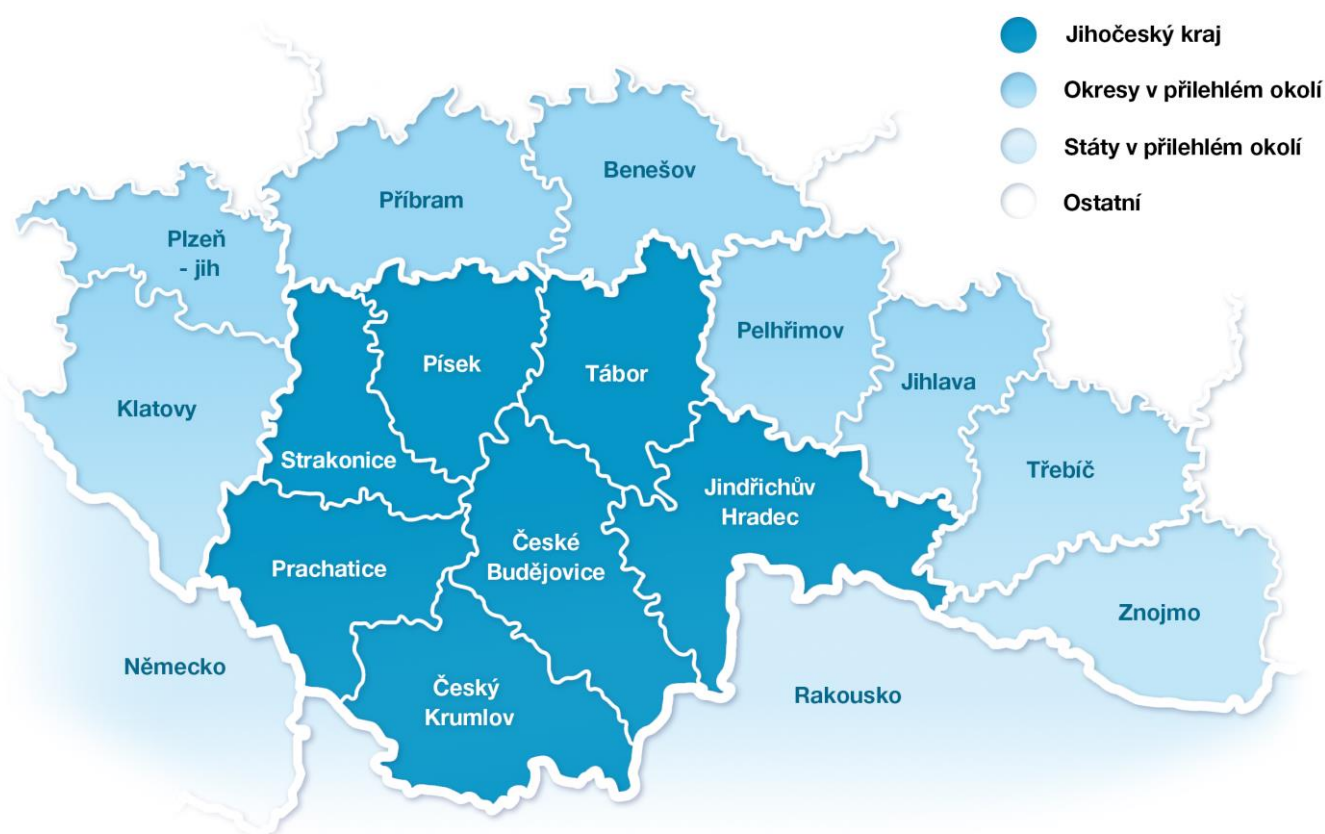 Jihočeský kraj
Okresy v přilehlém okolí
Státy v přilehlém okolí
Ostatní
Benešov
Příbram
Plzeň
- jih
Pelhřimov
Písek
Tábor
Jihlava
Klatovy
Strakonice
Třebíč
Jindřichův
Hradec
České
Budějovice
Prachatice
Znojmo
Německo
Český
Krumlov
Rakousko